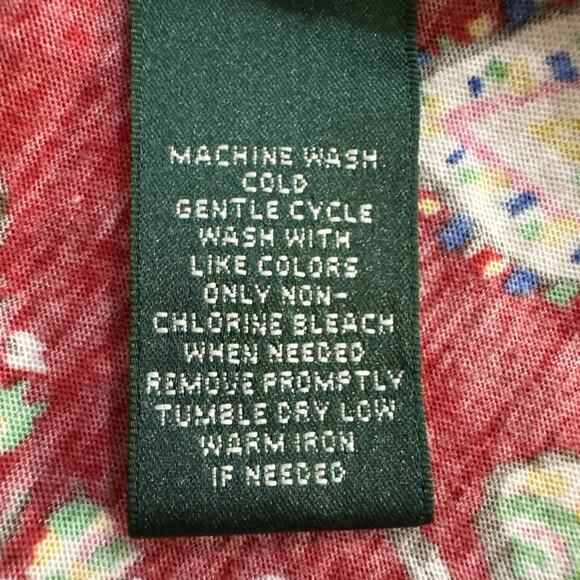 MACHINE WASH
COLD
GENTLE CYCLE
WASH WITH
LIKE COLORS
ONLY NON-
CHLORINE BLEACH
WHEN NEEDED
REMOVE PROMPTLY
TUMBLE DRY LOW
WARM IRON
IF NEEDED